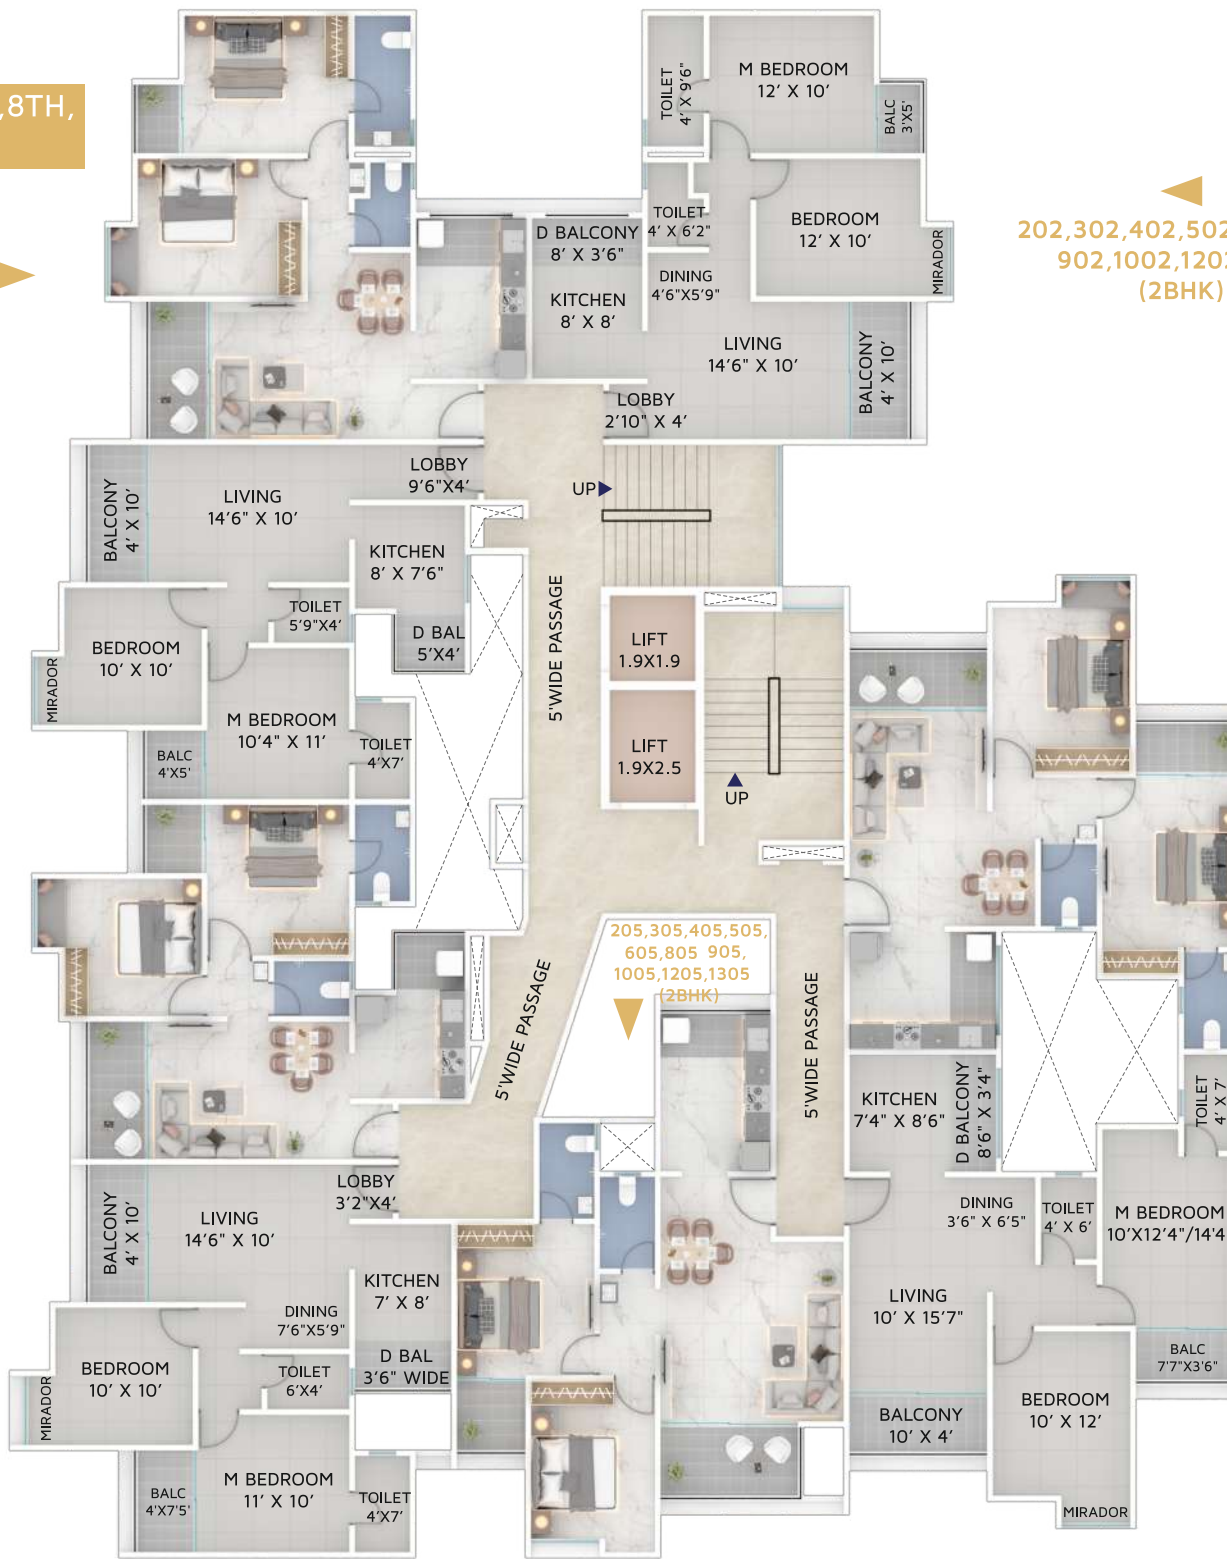 ,8TH,
TOILET
4' X 9'6"
M BEDROOM
12' X 10'
BALC
3'X5'
TOILET
4' X 6'2"
BEDROOM
12' X 10'
MIRADOR
202,302,402,502
902,1002,120
(2BHK)
D BALCONY
8' X 3'6"
DINING
4'6"X5'9"
KITCHEN
8' X 8'
LIVING
14'6" X 10'
BALCONY
4' X 10'
LOBBY
2'10" X 4'
LOBBY
9'6"X4'
LIVING
14'6" X 10'
BALCONY
4' X 10'
UP
KITCHEN
8' X 7'6"
TOILET
5'9"X4'
D BAL
5'X4'
BEDROOM
10' X 10'
MIRADOR
M BEDROOM
10'4" X 11'
BALC
4'X5'
TOILET
4'X7'
5'WIDE PASSAGE
LIFT
1.9X1.9
LIFT
1.9X2.5
UP
205,305,405,505,
605,805 905,
1005,1205,1305
(2BHK)
5'WIDE PASSAGE
5'WIDE PASSAGE
KITCHEN
7'4" X 8'6"
D BALCONY
8'6" X 3'4"
TOILET
4' X 7'
DINING
3'6" X 6'5"
TOILET
4' X 6'
M BEDROOM
10'X12'4"/14'4
LIVING
10' X 15'7"
BALC
7'7"X3'6"
BALCONY
10' X 4'
BEDROOM
10' X 12'
MIRADOR
LOBBY
3'2"X4'
LIVING
14'6" X 10'
BALCONY
4' X 10'
KITCHEN
7' X 8'
DINING
7'6"X5'9"
D BAL
3'6" WIDE
BEDROOM
10' X 10'
MIRADOR
TOILET
6'X4'
M BEDROOM
11' X 10'
BALC
4'X7'5'
TOILET
4'X7'